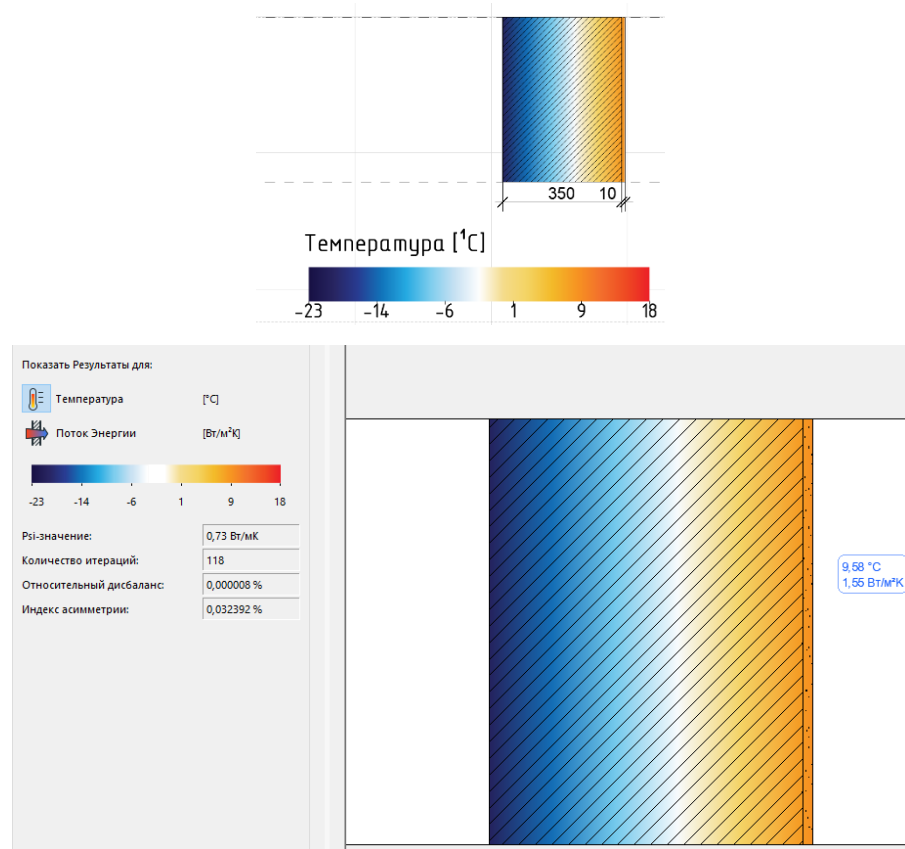 350 10
Температура [¹C]
-23 -14 -6 1 9 18
Показать Результаты для:
Температура [°C]
Поток Энергии [Вт/м²К]
-23 -14 -6 1 9 18
Psi-значение: 0,73 Вт/мК
Количество итераций: 118
Относительный дисбаланс: 0,000008 %
Индекс асимметрии: 0,032392 %
9,58 °C
1,55 Вт/м²К